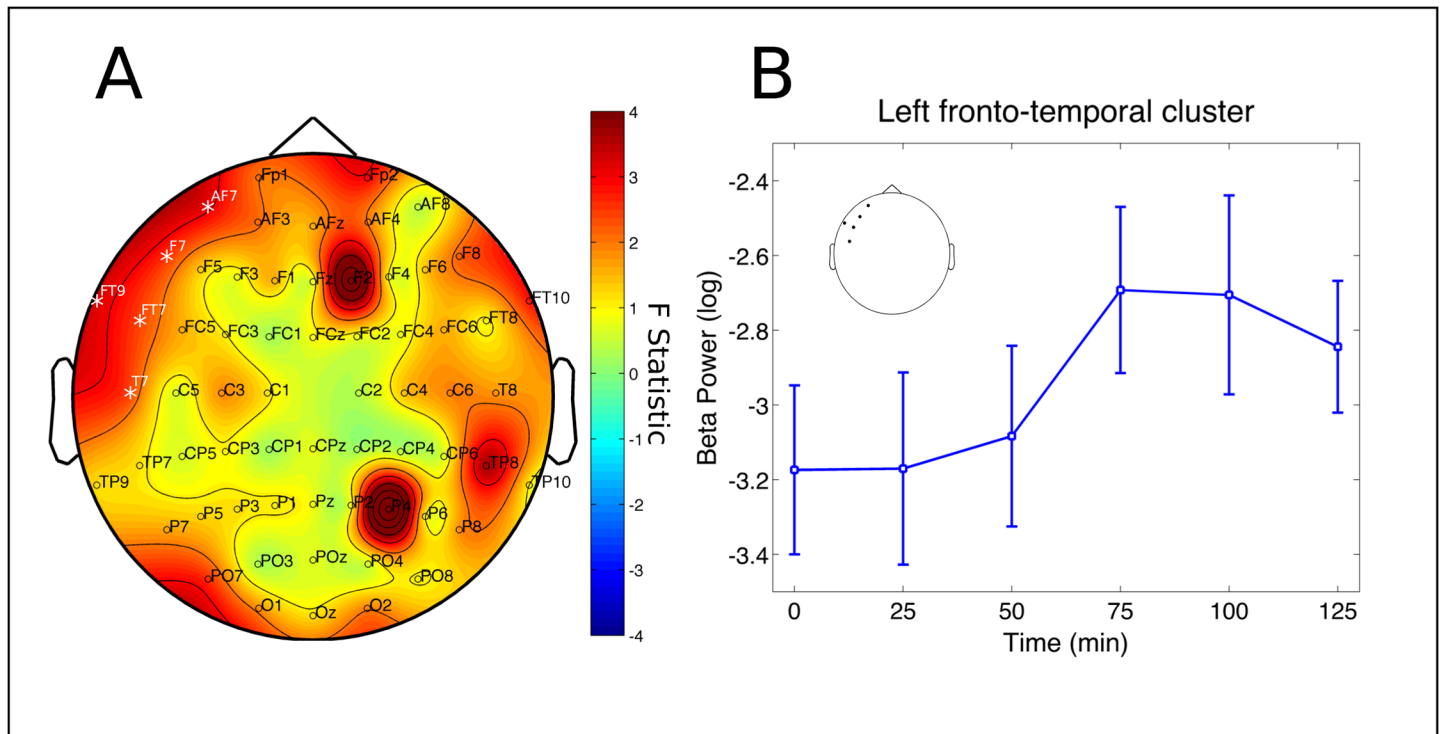 A
Fp1 Fp2
AF7 AF8
AF3 AFz AF4
F7 F8
F5 F3 F1 Fz F2 F4 F6
FT9 FT10
FT7 FC5 FC3 FC1 FCz FC2 FC4 FC6 FT8
T7 C5 C3 C1 C2 C4 C6 T8
TP7 CP5 CP3 CP1 CPz CP2 CP4 CP6 TP8
TP9 TP10
P7 P5 P3 P1 Pz P2 P4 P6 P8
PO3 POz PO4
PO7 PO8
O1 Oz O2
4
3
2
1
0
-1
-2
-3
-4
F Statistic
B
Left fronto-temporal cluster
Beta Power (log)
-2.4
-2.6
-2.8
-3
-3.2
-3.4
0 25 50 75 100 125
Time (min)